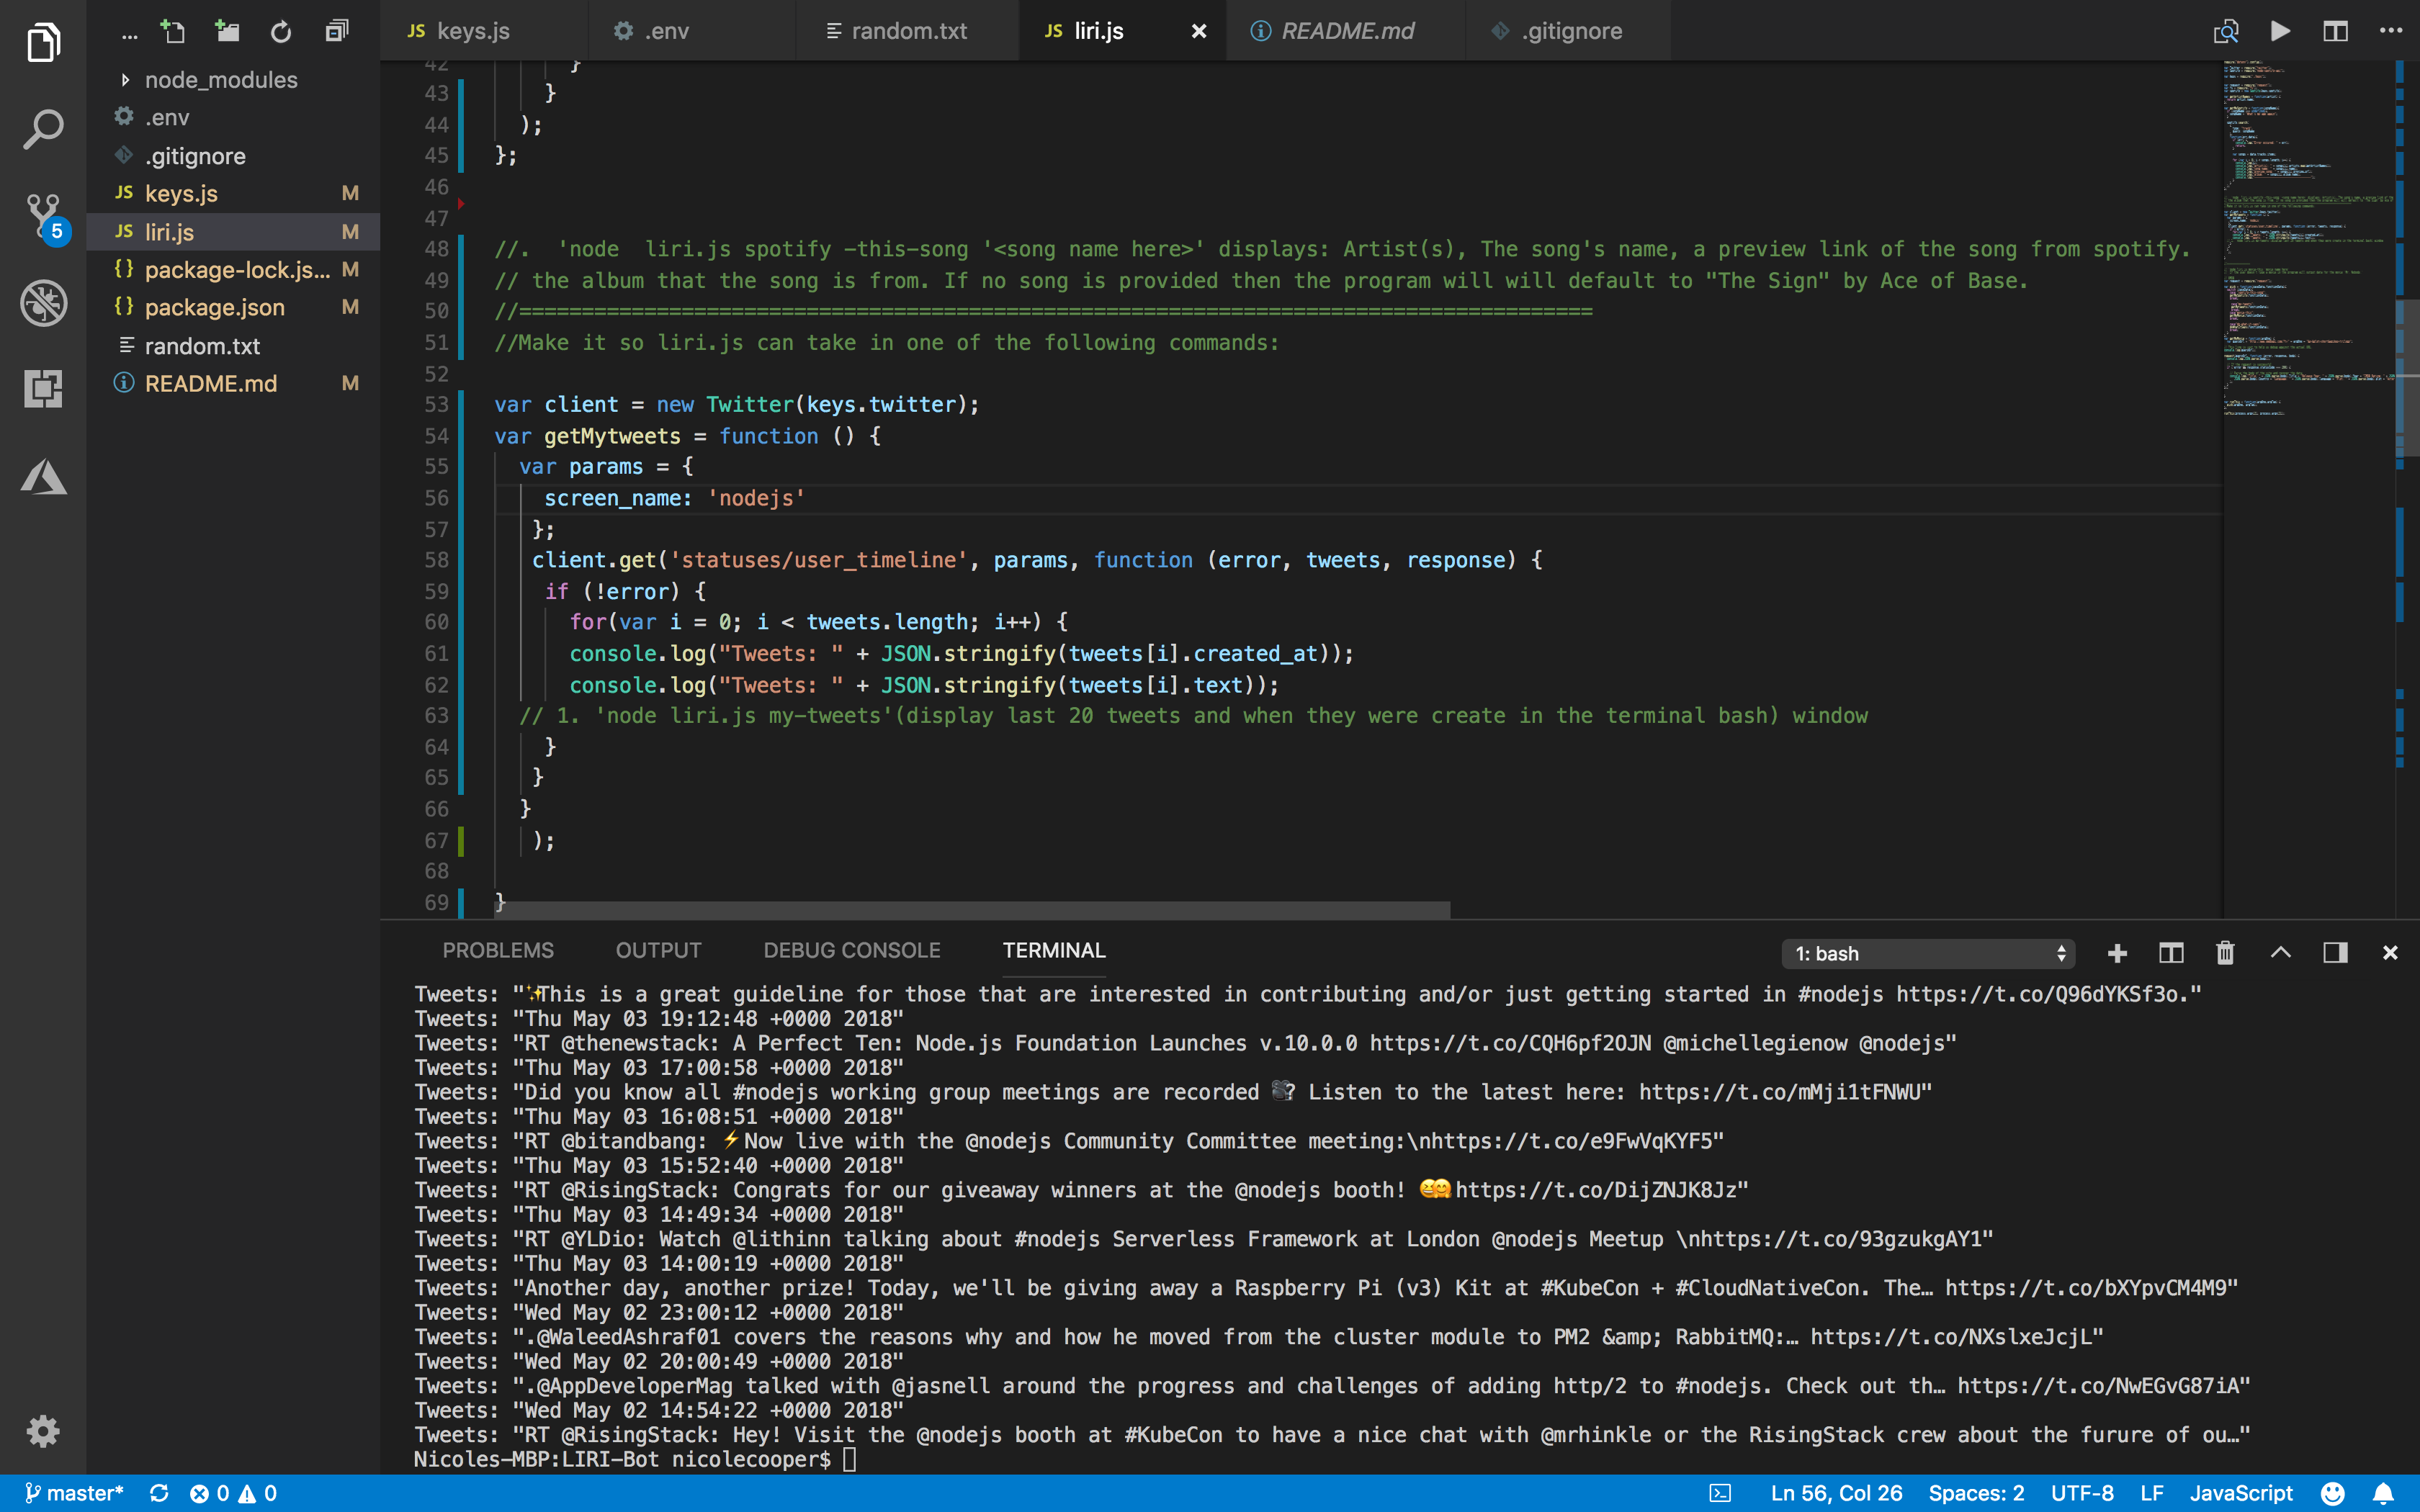 ... keys.js .env random.txt liri.js README.md .gitignore
node_modules
.env
.gitignore
keys.js M
liri.js M
package-lock.js... M
package.json M
random.txt
README.md M
5
42 }
43 }
44 );
45 };
46
47
48 //.  'node  liri.js spotify -this-song '<song name here>' displays: Artist(s), The song's name, a preview link of the song from spotify.
49 // the album that the song is from. If no song is provided then the program will will default to "The Sign" by Ace of Base.
50 //======================================================================================
51 //Make it so liri.js can take in one of the following commands:
52
53 var client = new Twitter(keys.twitter);
54 var getMytweets = function () {
55 var params = {
56 screen_name: 'nodejs'
57 };
58 client.get('statuses/user_timeline', params, function (error, tweets, response) {
59 if (!error) {
60 for(var i = 0; i < tweets.length; i++) {
61 console.log("Tweets: " + JSON.stringify(tweets[i].created_at));
62 console.log("Tweets: " + JSON.stringify(tweets[i].text));
63 // 1. 'node liri.js my-tweets'(display last 20 tweets and when they were create in the terminal bash) window
64 }
65 }
66 }
67 );
68
69 }
PROBLEMS OUTPUT DEBUG CONSOLE TERMINAL 1: bash
Tweets: "✨This is a great guideline for those that are interested in contributing and/or just getting started in #nodejs https://t.co/Q96dYKSf3o."
Tweets: "Thu May 03 19:12:48 +0000 2018"
Tweets: "RT @thenewstack: A Perfect Ten: Node.js Foundation Launches v.10.0.0 https://t.co/CQH6pf2OJN @michellegienow @nodejs"
Tweets: "Thu May 03 17:00:58 +0000 2018"
Tweets: "Did you know all #nodejs working group meetings are recorded 🎥? Listen to the latest here: https://t.co/mMji1tFNWU"
Tweets: "Thu May 03 16:08:51 +0000 2018"
Tweets: "RT @bitandbang: ⚡Now live with the @nodejs Community Committee meeting:\nhttps://t.co/e9FwVqKYF5"
Tweets: "Thu May 03 15:52:40 +0000 2018"
Tweets: "RT @RisingStack: Congrats for our giveaway winners at the @nodejs booth! 😆🤗https://t.co/DijZNJK8Jz"
Tweets: "Thu May 03 14:49:34 +0000 2018"
Tweets: "RT @YLDio: Watch @lithinn talking about #nodejs Serverless Framework at London @nodejs Meetup \nhttps://t.co/93gzukgAY1"
Tweets: "Thu May 03 14:00:19 +0000 2018"
Tweets: "Another day, another prize! Today, we'll be giving away a Raspberry Pi (v3) Kit at #KubeCon + #CloudNativeCon. The… https://t.co/bXYpvCM4M9"
Tweets: "Wed May 02 23:00:12 +0000 2018"
Tweets: ".@WaleedAshraf01 covers the reasons why and how he moved from the cluster module to PM2 &amp; RabbitMQ:… https://t.co/NXslxeJcjL"
Tweets: "Wed May 02 20:00:49 +0000 2018"
Tweets: ".@AppDeveloperMag talked with @jasnell around the progress and challenges of adding http/2 to #nodejs. Check out th… https://t.co/NwEGvG87iA"
Tweets: "Wed May 02 14:54:22 +0000 2018"
Tweets: "RT @RisingStack: Hey! Visit the @nodejs booth at #KubeCon to have a nice chat with @mrhinkle or the RisingStack crew about the furure of ou…"
Nicoles-MBP:LIRI-Bot nicolecooper$
master* 0 0 Ln 56, Col 26 Spaces: 2 UTF-8 LF JavaScript